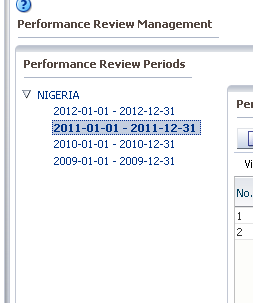 ?
Performance Review Management
Performance Review Periods
NIGERIA
2012-01-01 - 2012-12-31
2011-01-01 - 2011-12-31
2010-01-01 - 2010-12-31
2009-01-01 - 2009-12-31
Per
Vi
No.
1
2